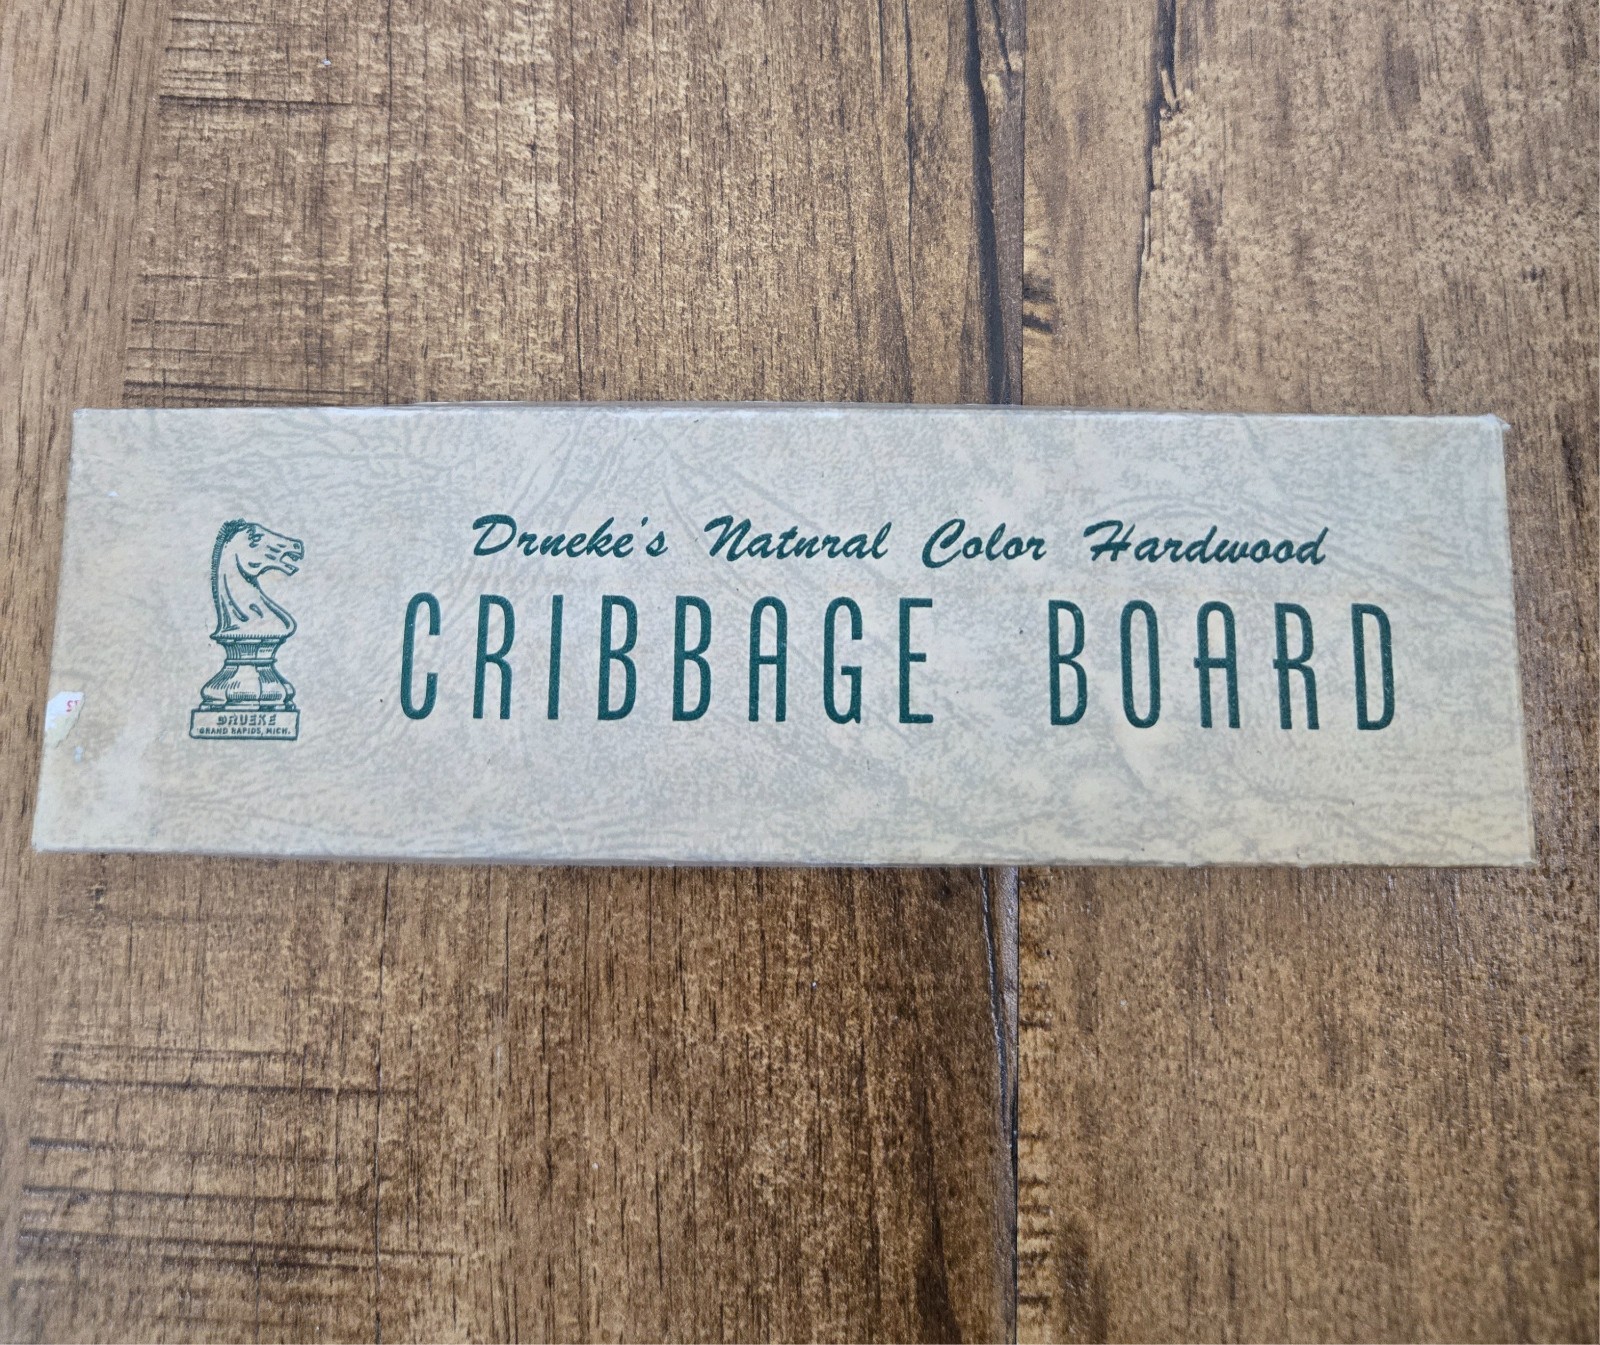 Drueke's Natural Color Hardwood
CRIBBAGE BOARD
DRUEKE
GRAND RAPIDS, MICH.